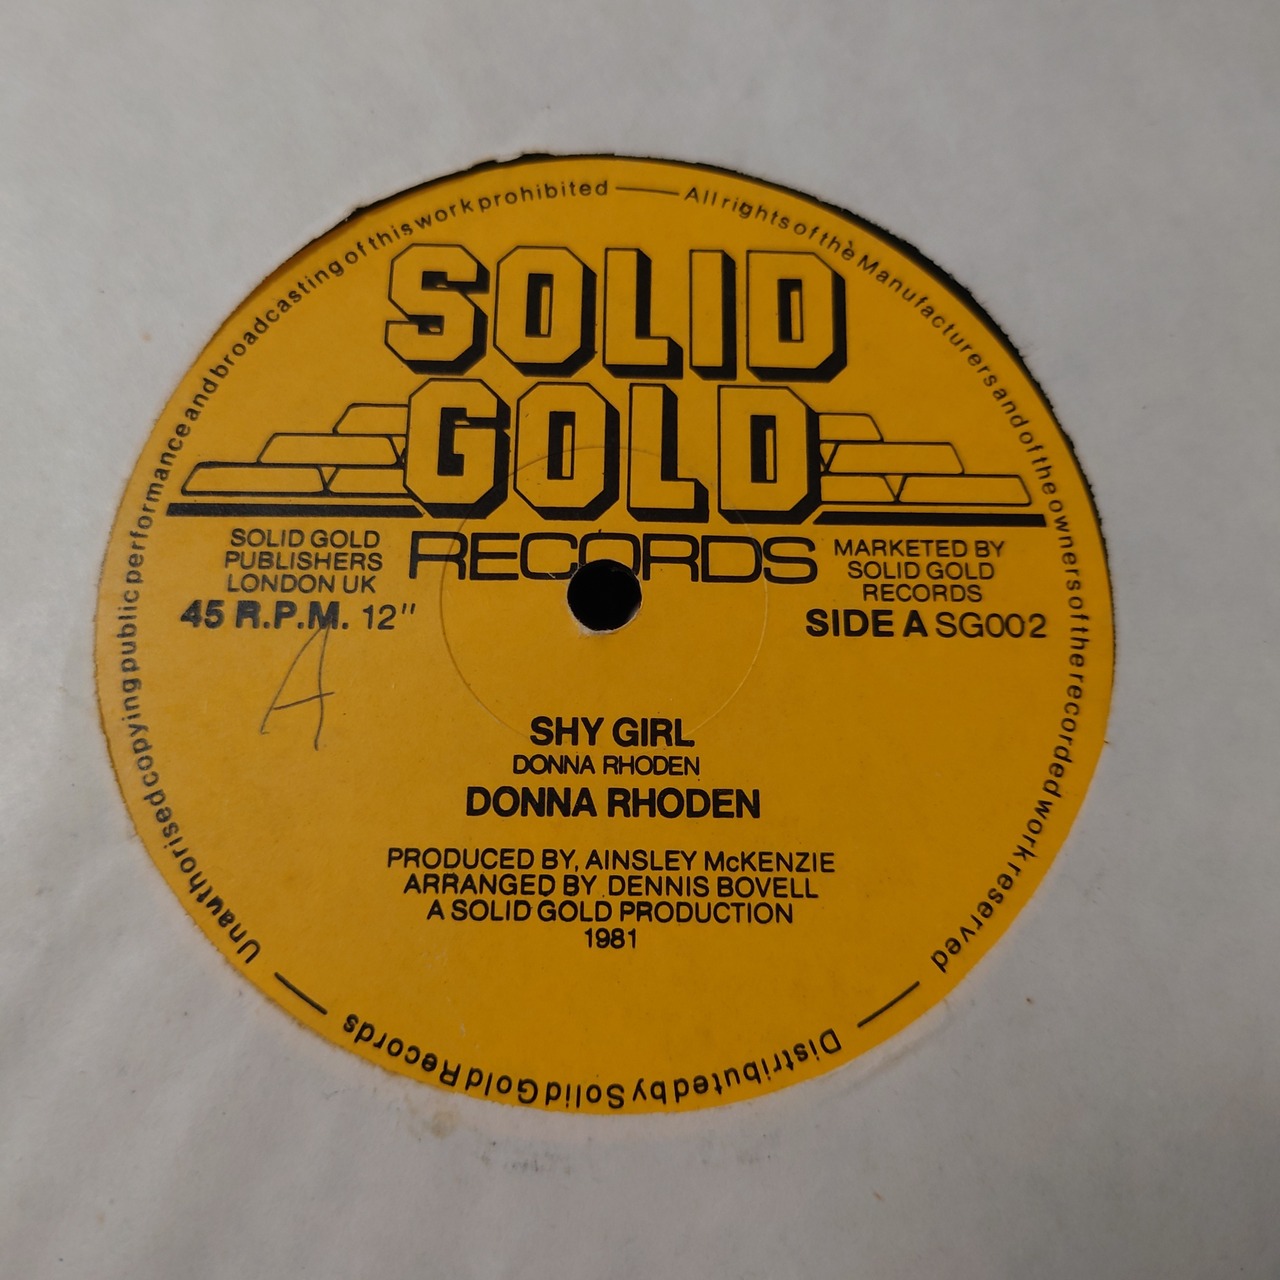 Unauthorised copying public performance and broadcasting of this work prohibited — All rights of the Manufacturers and of the owners of the recorded work reserved — Distributed by Solid Gold Records —
SOLID
GOLD
RECORDS
SOLID GOLD
PUBLISHERS
LONDON UK
45 R.P.M. 12"
MARKETED BY
SOLID GOLD
RECORDS
SIDE A SG002
A
SHY GIRL
DONNA RHODEN
DONNA RHODEN
PRODUCED BY, AINSLEY McKENZIE
ARRANGED BY DENNIS BOVELL
A SOLID GOLD PRODUCTION
1981